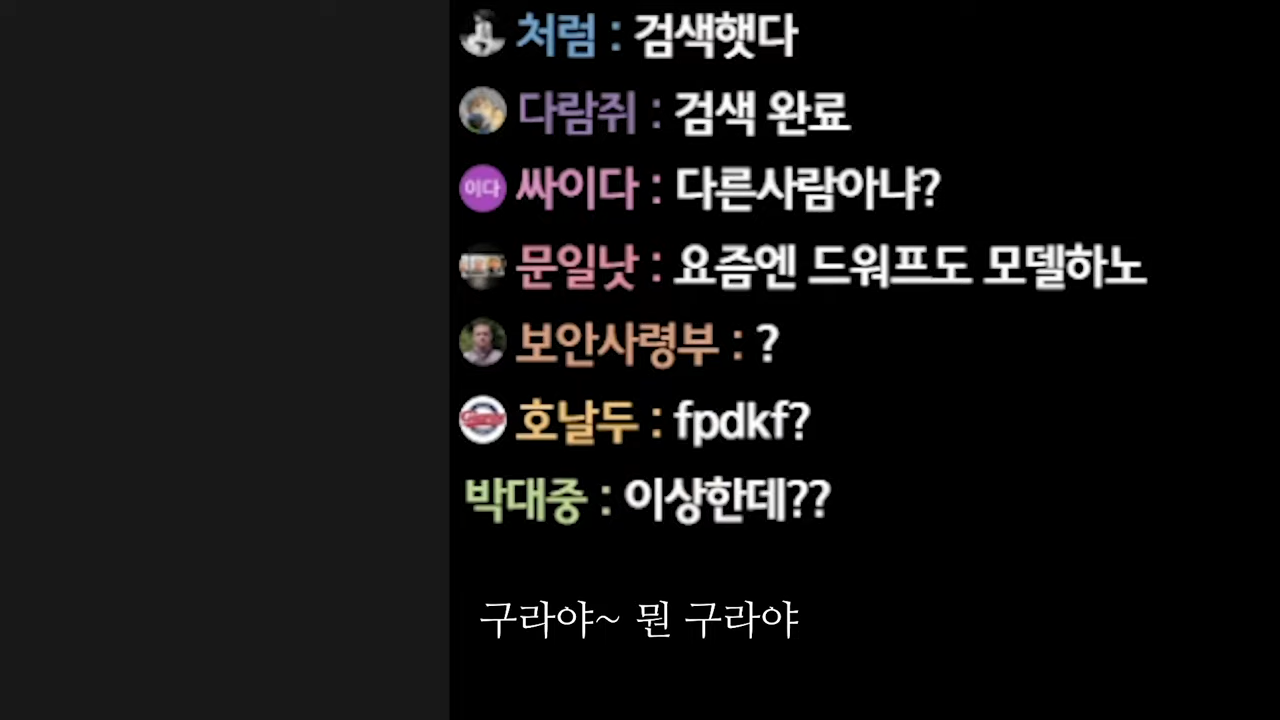 처럼 : 검색햇다
다람쥐 : 검색 완료
이다 싸이다 : 다른사람아냐?
문일낫 : 요즘엔 드워프도 모델하노
보안사령부 : ?
호날두 : fpdkf?
박대중 : 이상한데??
구라야~ 뭔 구라야